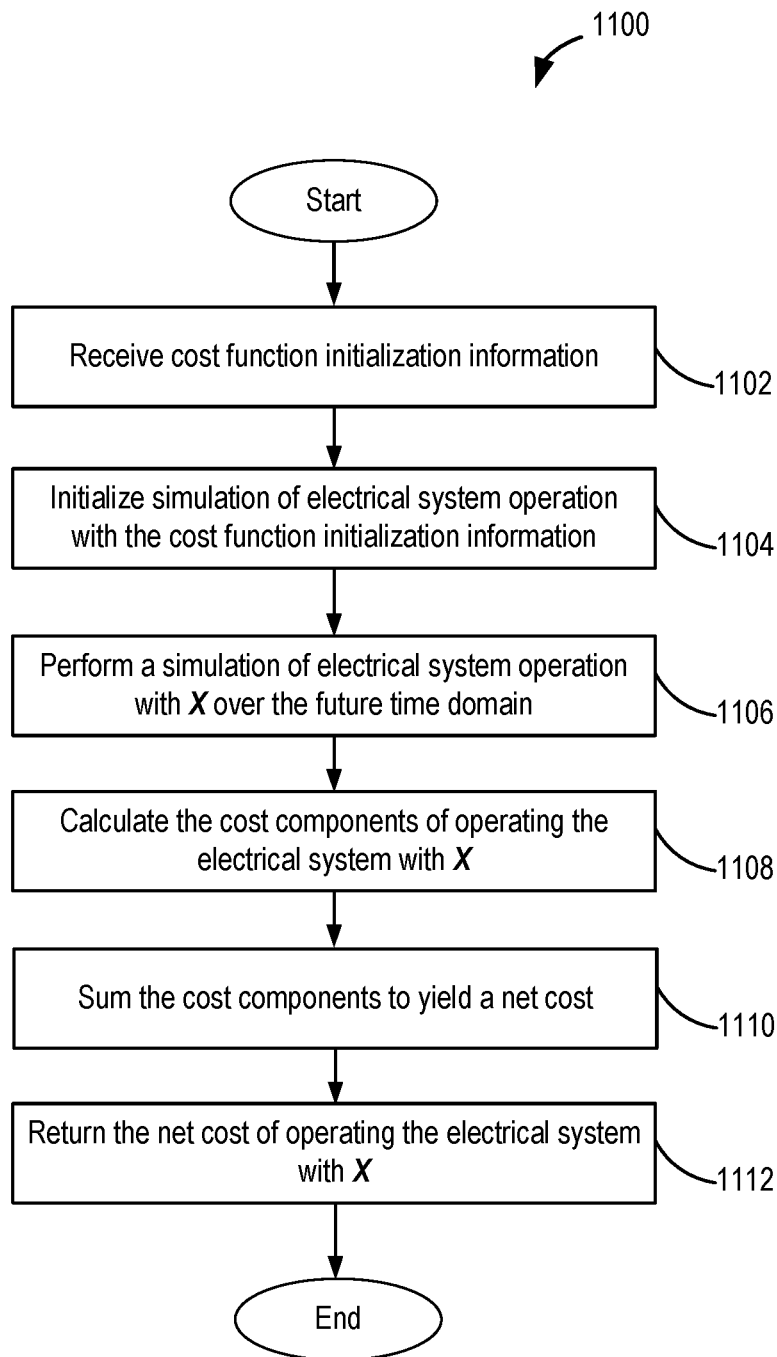 1100
Start
Receive cost function initialization information
1102
Initialize simulation of electrical system operation
with the cost function initialization information
1104
Perform a simulation of electrical system operation
with X over the future time domain
1106
Calculate the cost components of operating the
electrical system with X
1108
Sum the cost components to yield a net cost
1110
Return the net cost of operating the electrical system
with X
1112
End